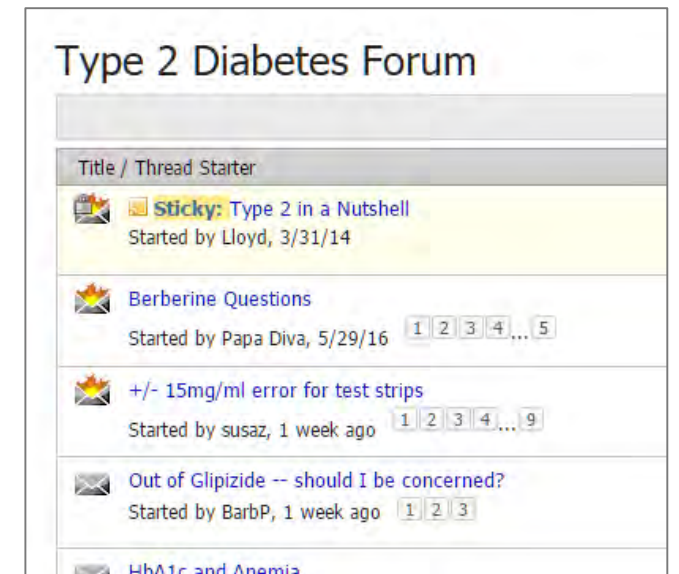 Type 2 Diabetes Forum
Title / Thread Starter
Sticky: Type 2 in a Nutshell
Started by Lloyd, 3/31/14
Berberine Questions
Started by Papa Diva, 5/29/16 1 2 3 4 ... 5
+/- 15mg/ml error for test strips
Started by susaz, 1 week ago 1 2 3 4 ... 9
Out of Glipizide -- should I be concerned?
Started by BarbP, 1 week ago 1 2 3
HbA1c and Anemia